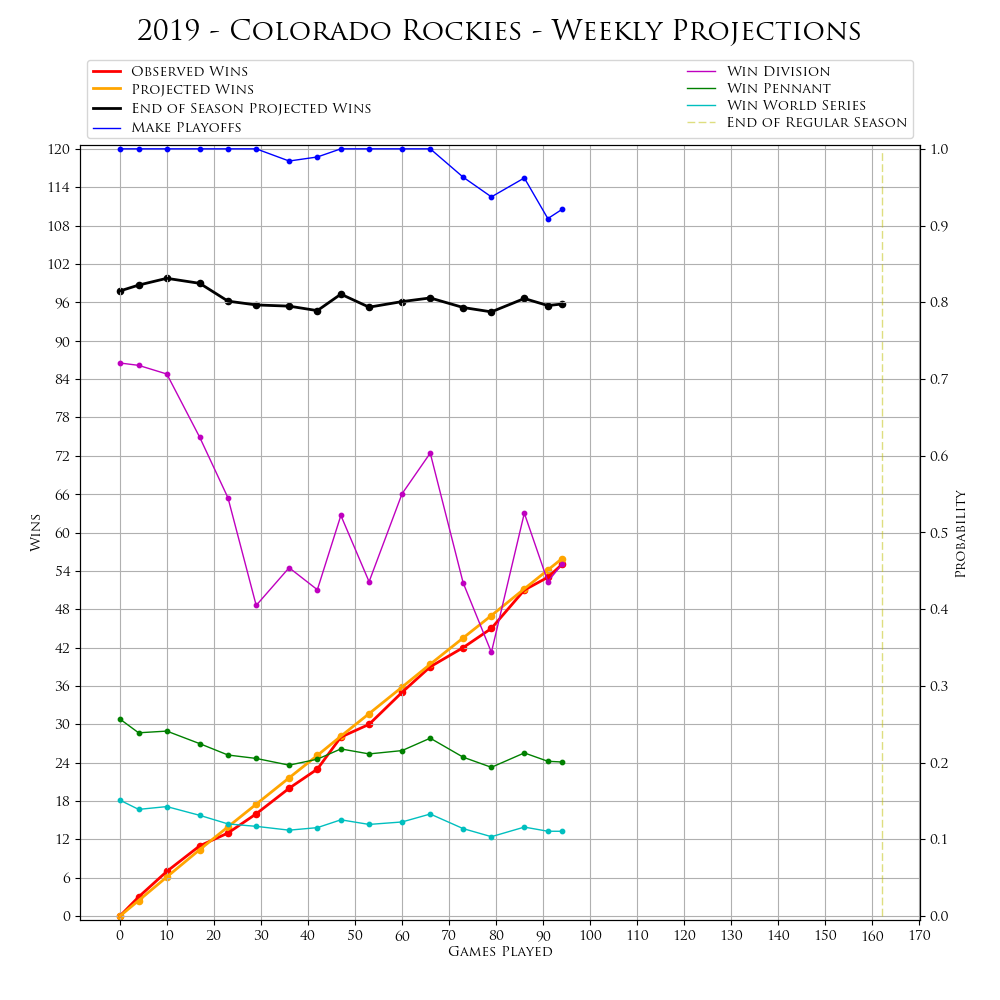 2019 - Colorado Rockies - Weekly Projections
Observed Wins
Projected Wins
End of Season Projected Wins
Make Playoffs
Win Division
Win Pennant
Win World Series
End of Regular Season
120
114
108
102
96
90
84
78
72
66
60
54
48
42
36
30
24
18
12
6
0
Wins
1.0
0.9
0.8
0.7
0.6
0.5
0.4
0.3
0.2
0.1
0.0
Probability
0 10 20 30 40 50 60 70 80 90 100 110 120 130 140 150 160 170
Games Played